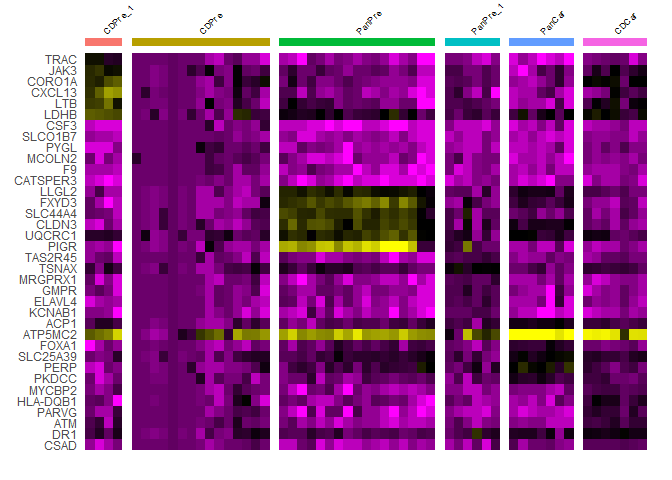 CDPre_1
CDPre
PanPre
PanPre_1
PanCar
CDCar
TRAC
JAK3
CORO1A
CXCL13
LTB
LDHB
CSF3
SLCO1B7
PYGL
MCOLN2
F9
CATSPER3
LLGL2
FXYD3
SLC44A4
CLDN3
UQCRC1
PIGR
TAS2R45
TSNAX
MRGPRX1
GMPR
ELAVL4
KCNAB1
ACP1
ATP5MC2
FOXA1
SLC25A39
PERP
PKDCC
MYCBP2
HLA-DQB1
PARVG
ATM
DR1
CSAD